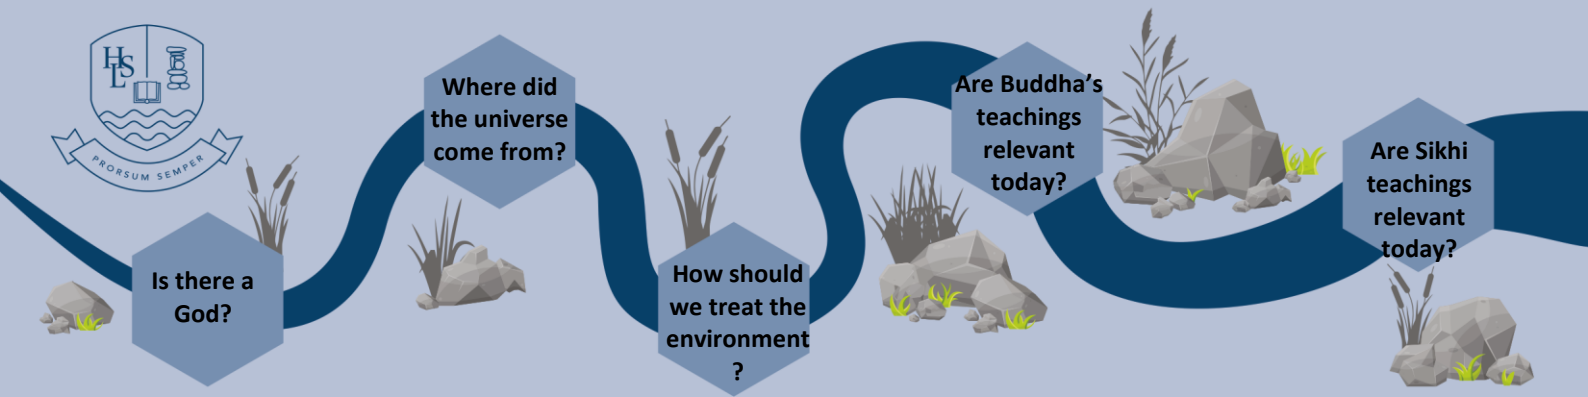 HLS
PRORSUM SEMPER
Is there a
God?
Where did
the universe
come from?
How should
we treat the
environment
?
Are Buddha’s
teachings
relevant
today?
Are Sikhi
teachings
relevant
today?